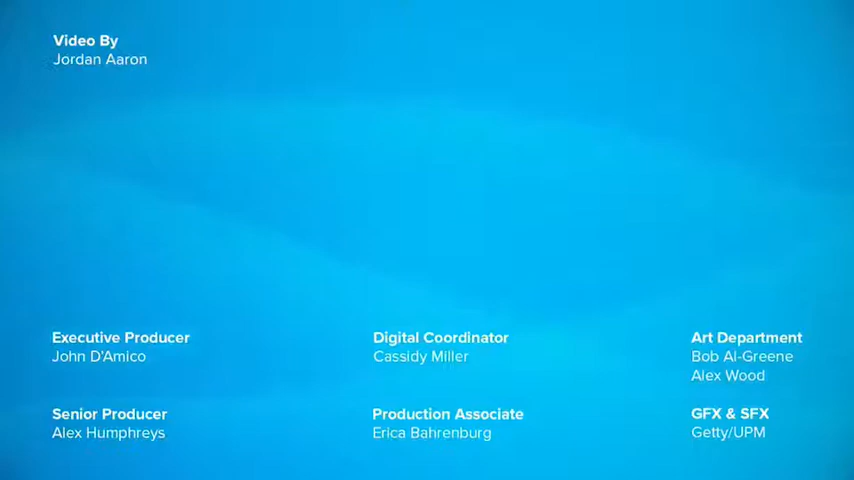 Video By
Jordan Aaron
Executive Producer
John D'Amico
Digital Coordinator
Cassidy Miller
Art Department
Bob Al-Greene
Alex Wood
Senior Producer
Alex Humphreys
Production Associate
Erica Bahrenburg
GFX & SFX
Getty/UPM